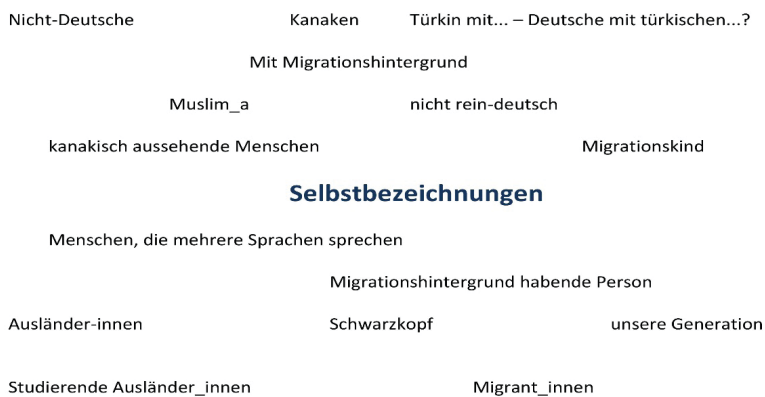 Nicht-Deutsche Kanaken Türkin mit... – Deutsche mit türkischen...?
Mit Migrationshintergrund
Muslim_a nicht rein-deutsch
kanakisch aussehende Menschen Migrationskind
Selbstbezeichnungen
Menschen, die mehrere Sprachen sprechen
Migrationshintergrund habende Person
Ausländer-innen Schwarzkopf unsere Generation
Studierende Ausländer_innen Migrant_innen